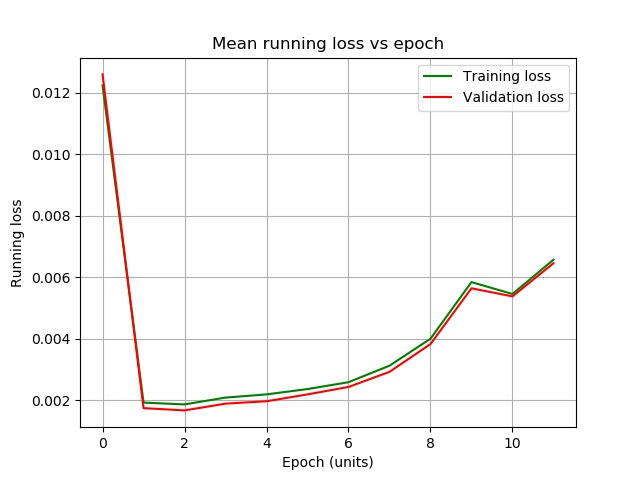 Mean running loss vs epoch
Training loss
Validation loss
0.012
0.010
0.008
0.006
0.004
0.002
Running loss
0 2 4 6 8 10
Epoch (units)